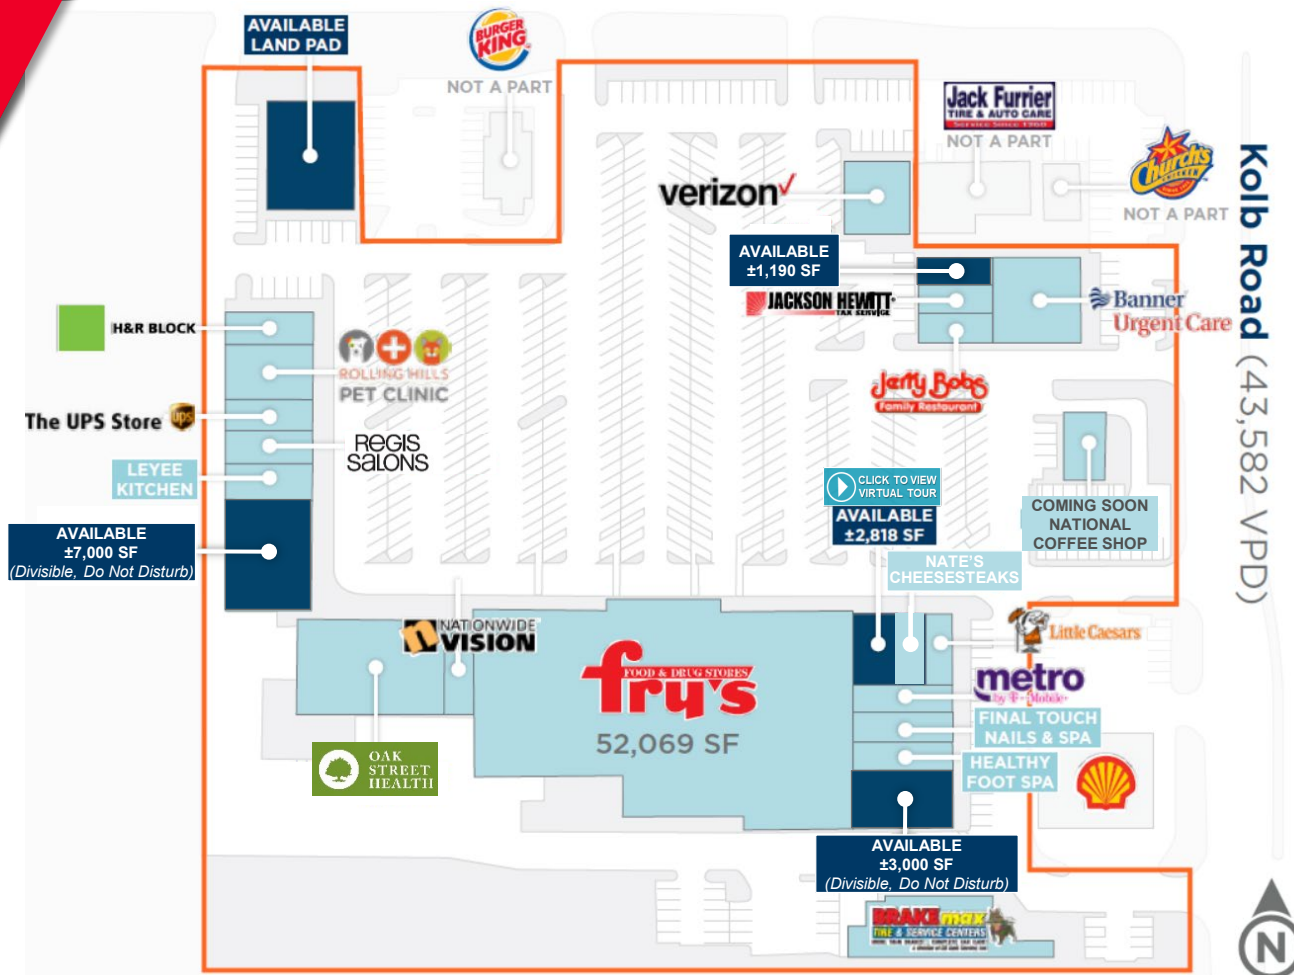 AVAILABLE
LAND PAD
BURGER
KING
NOT A PART
Jack Furrier
TIRE & AUTO CARE
Service Since 1960
NOT A PART
Church's
NOT A PART
Kolb Road (43,582 VPD)
verizon
AVAILABLE
±1,190 SF
JACKSON HEWITT
TAX SERVICE
Banner
Urgent Care
Jerry Bobs
Family Restaurant
H&R BLOCK
ROLLING HILLS
PET CLINIC
The UPS Store
ups
REGIS
SALONS
LEYEE
KITCHEN
AVAILABLE
±7,000 SF
(Divisible, Do Not Disturb)
CLICK TO VIEW
VIRTUAL TOUR
AVAILABLE
±2,818 SF
COMING SOON
NATIONAL
COFFEE SHOP
NATE'S
CHEESESTEAKS
NATIONWIDE
VISION
FOOD & DRUG STORES
fry's
52,069 SF
Little Caesars
metro
by T-Mobile
FINAL TOUCH
NAILS & SPA
HEALTHY
FOOT SPA
OAK
STREET
HEALTH
AVAILABLE
±3,000 SF
(Divisible, Do Not Disturb)
BRAKEmax
TIRE & SERVICE CENTERS
N